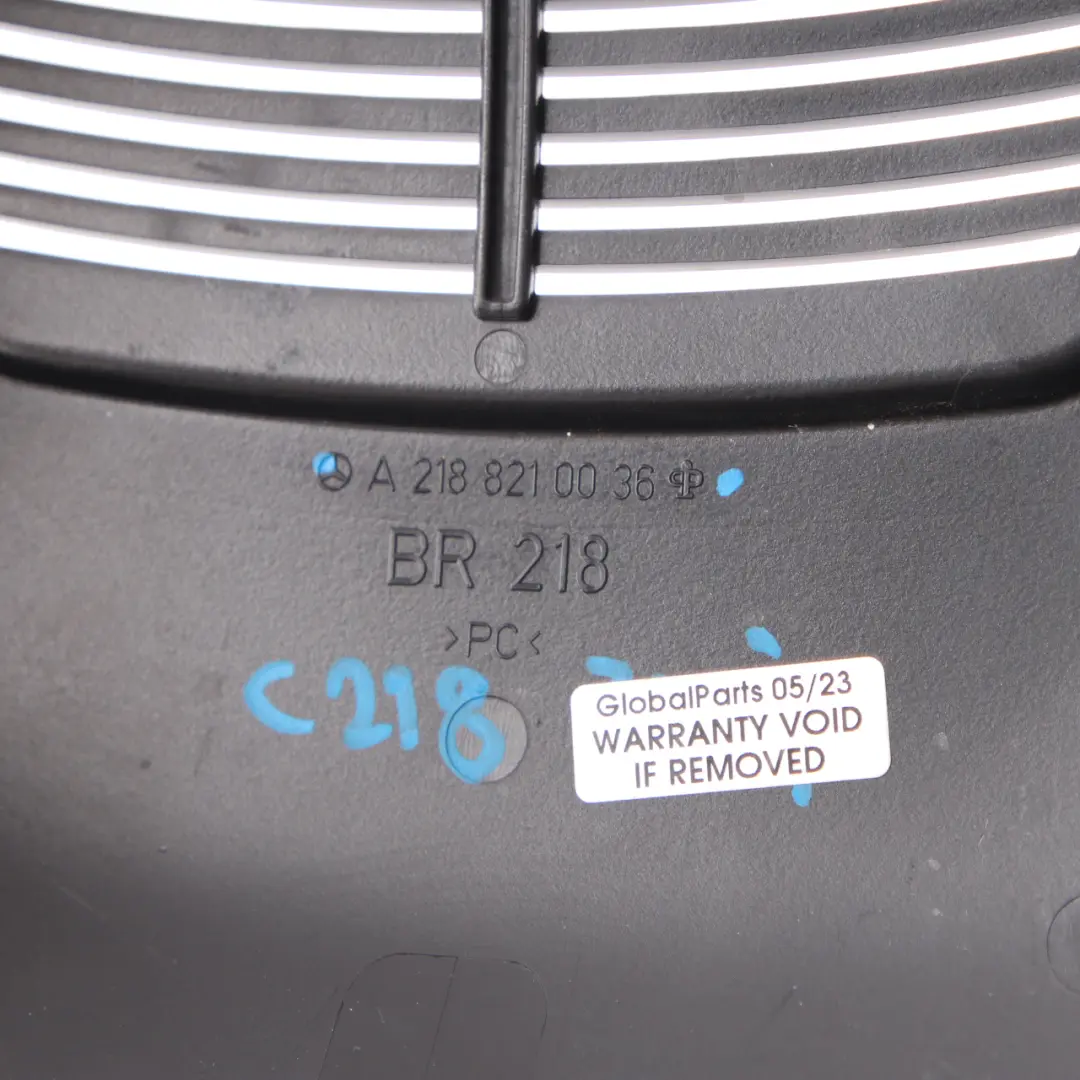 A 218 821 00 36
BR 218
>PC<
C218
GlobalParts 05/23
WARRANTY VOID
IF REMOVED